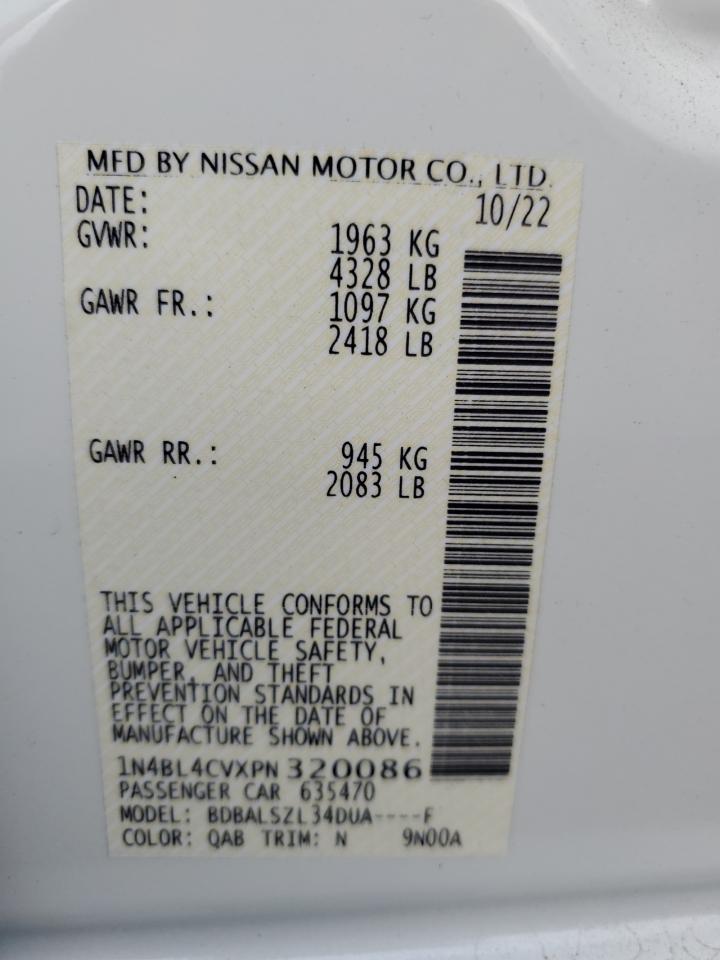 MFD BY NISSAN MOTOR CO., LTD.
DATE: 10/22
GVWR: 1963 KG
4328 LB
GAWR FR.: 1097 KG
2418 LB
GAWR RR.: 945 KG
2083 LB
THIS VEHICLE CONFORMS TO
ALL APPLICABLE FEDERAL
MOTOR VEHICLE SAFETY,
BUMPER, AND THEFT
PREVENTION STANDARDS IN
EFFECT ON THE DATE OF
MANUFACTURE SHOWN ABOVE.
1N4BL4CVXPN320086
PASSENGER CAR 635470
MODEL: BDBALSZL34DUA----F
COLOR: QAB TRIM: N 9N00A